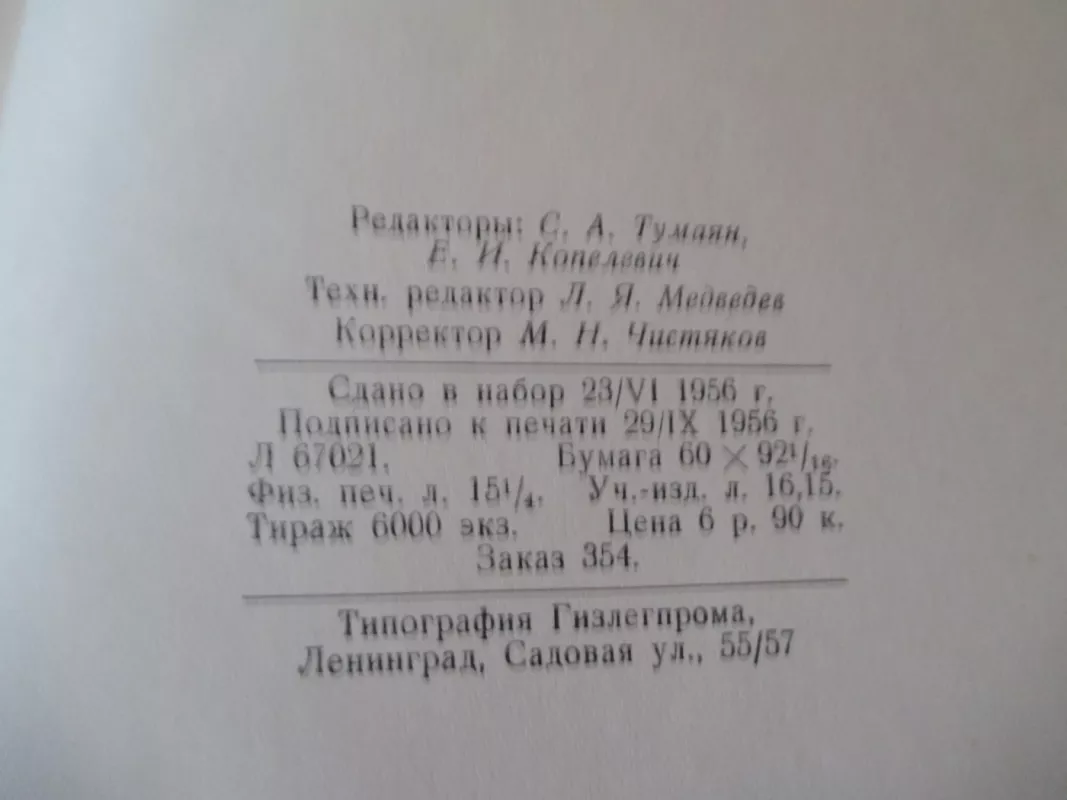 Редакторы: С. А. Тумаян,
Е. И. Копелевич
Техн. редактор Л. Я. Медведев
Корректор М. Н. Чистяков
Сдано в набор 23/VI 1956 г.
Подписано к печати 29/IX 1956 г.
Л 67021. Бумага 60 × 92¹/₁₆.
Физ. печ. л. 15¹/₄. Уч.-изд. л. 16,15.
Тираж 6000 экз. Цена 6 р. 90 к.
Заказ 354.
Типография Гизлегпрома,
Ленинград, Садовая ул., 55/57